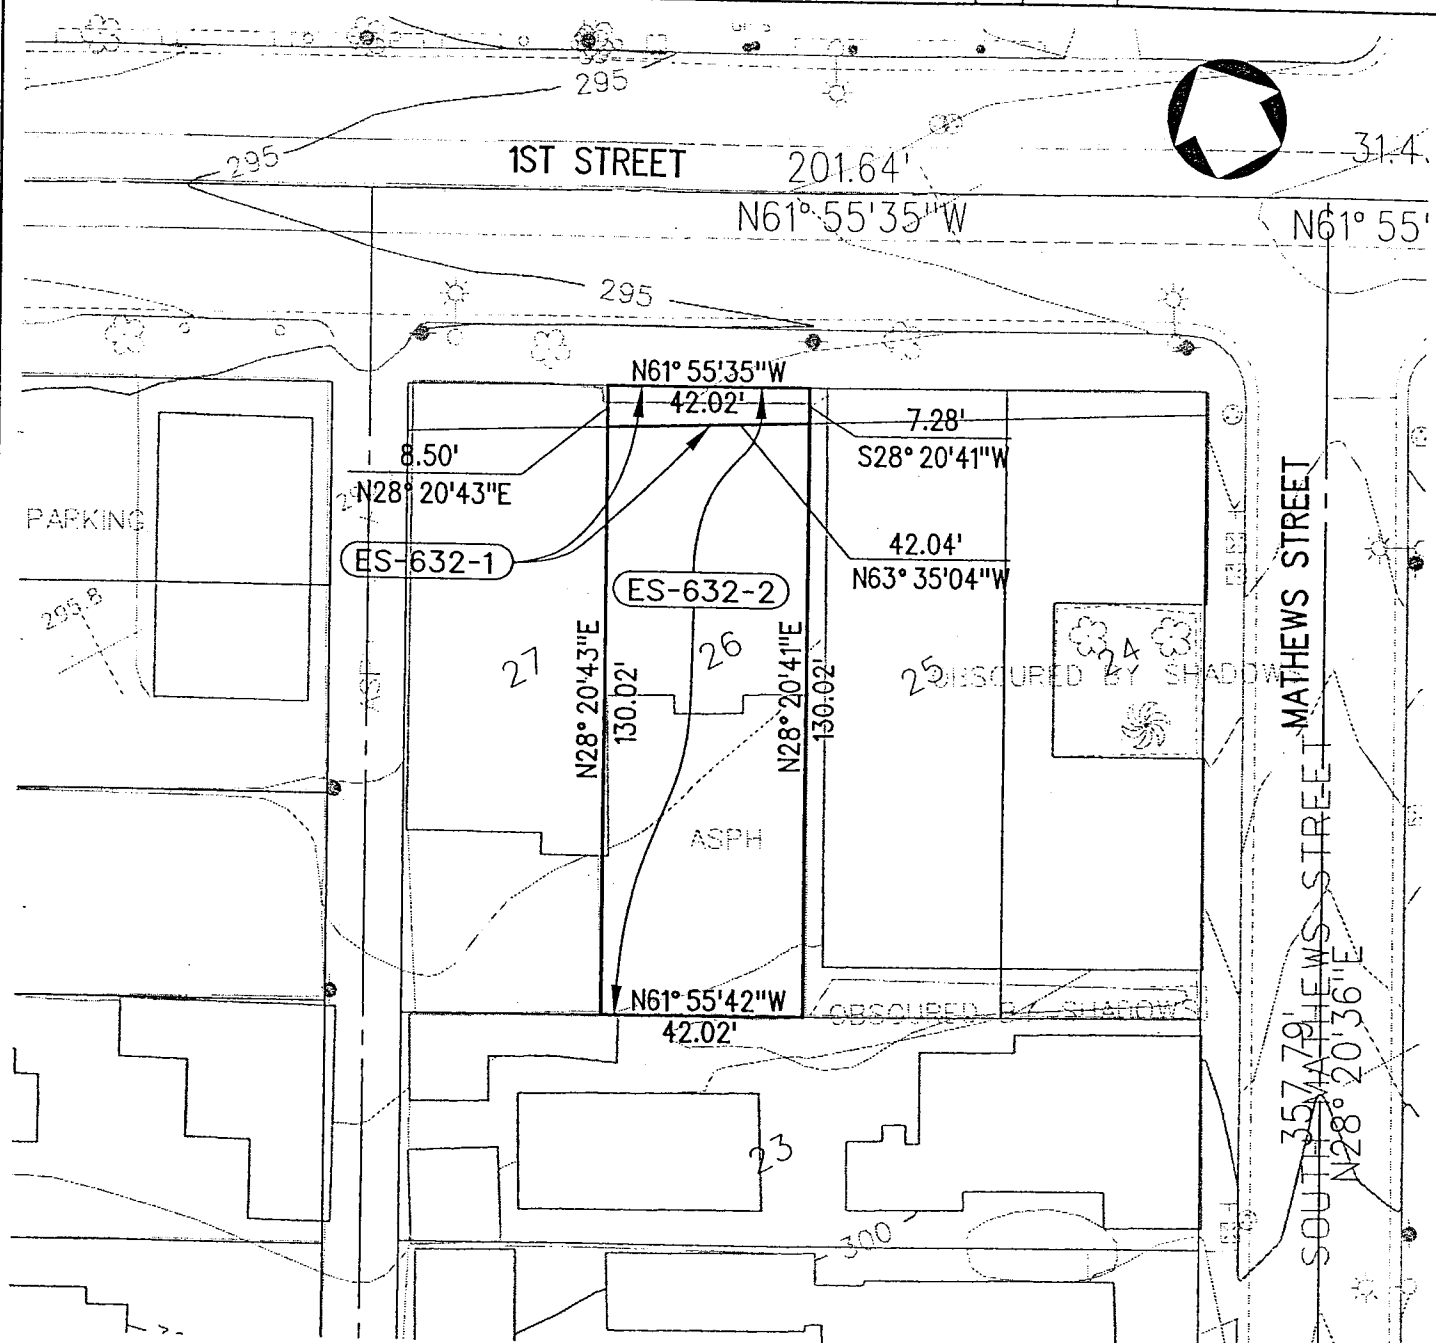 295
295
1ST STREET
201.64'
N61°55'35"W
31.4
N61°55'
295
N61°55'35"W
42.02'
7.28'
S28°20'41"W
8.50'
N28°20'43"E
PARKING
ES-632-1
42.04'
N63°35'04"W
ES-632-2
295.8
27
26
25
24
OBSCURED BY SHADOW
MATHEWS STREET
N28°20'43"E
130.02'
N28°20'41"E
130.02'
ASPH
N61°55'42"W
42.02'
OBSCURED BY SHADOWS
SOUTH MATHEWS STREET
357.79'
N28°20'36"E
23
300